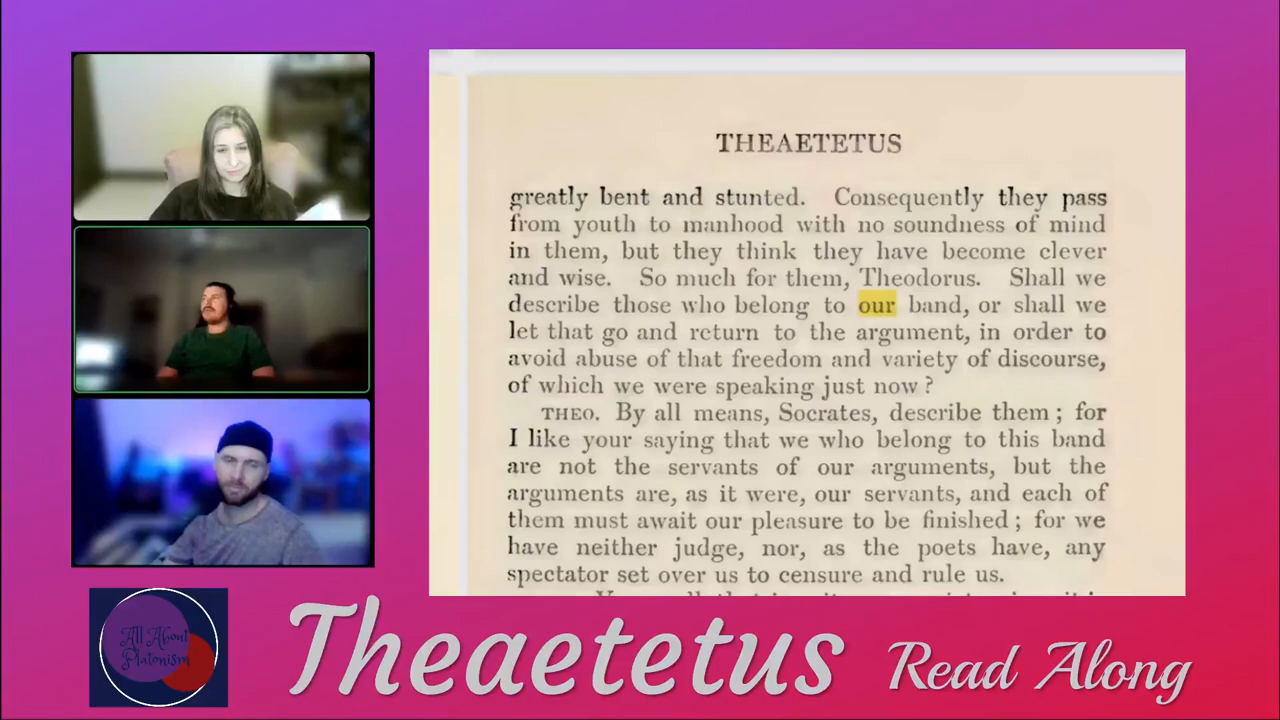 THEAETETUS
greatly bent and stunted. Consequently they pass
from youth to manhood with no soundness of mind
in them, but they think they have become clever
and wise. So much for them, Theodorus. Shall we
describe those who belong to our band, or shall we
let that go and return to the argument, in order to
avoid abuse of that freedom and variety of discourse,
of which we were speaking just now ?
THEO. By all means, Socrates, describe them ; for
I like your saying that we who belong to this band
are not the servants of our arguments, but the
arguments are, as it were, our servants, and each of
them must await our pleasure to be finished ; for we
have neither judge, nor, as the poets have, any
spectator set over us to censure and rule us.
All About
Platonism
Theaetetus Read Along